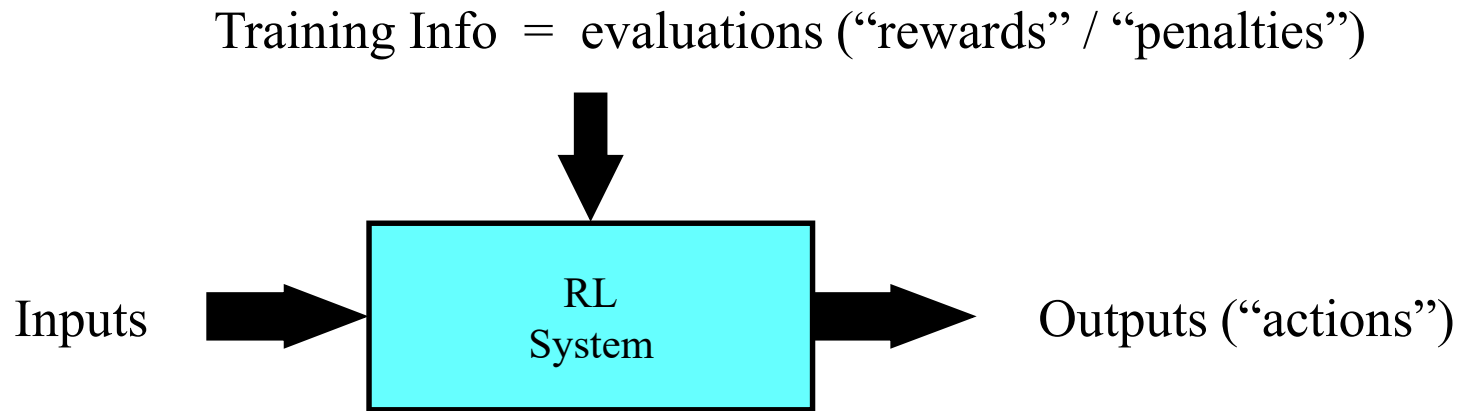 Training Info = evaluations (“rewards” / “penalties”)
RL
System
Inputs
Outputs (“actions”)